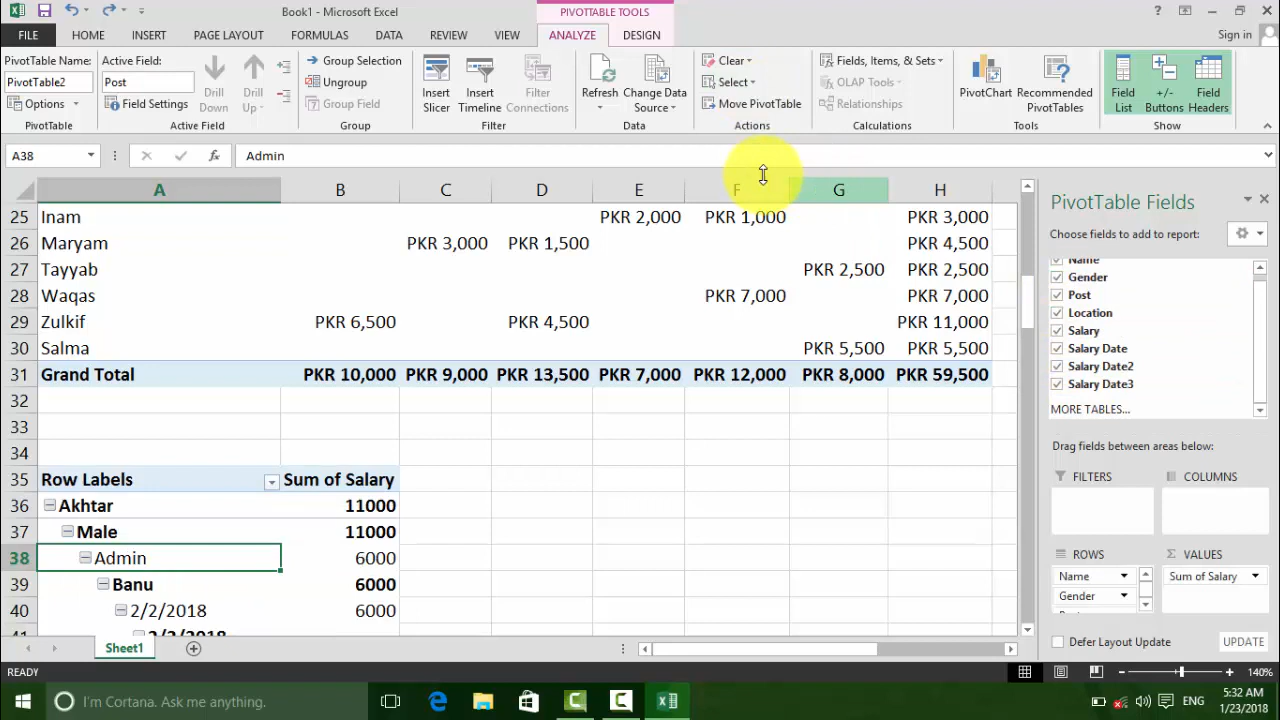 Book1 - Microsoft Excel
PIVOTTABLE TOOLS
?
FILE HOME INSERT PAGE LAYOUT FORMULAS DATA REVIEW VIEW ANALYZE DESIGN Sign in
PivotTable Name: Active Field: Group Selection Fields, Items, & Sets
PivotTable2 Post Ungroup Group Field
Options Field Settings Drill Down Drill Up
Insert Slicer Insert Timeline Filter Connections
Refresh Change Data Source
Clear Select Move PivotTable
OLAP Tools Relationships
PivotChart Recommended PivotTables
Field List +/- Buttons Field Headers
PivotTable Active Field Group Filter Data Actions Calculations Tools Show
A38 fx Admin
A B C D E F G H
25 Inam PKR 2,000 PKR 1,000 PKR 3,000
26 Maryam PKR 3,000 PKR 1,500 PKR 4,500
27 Tayyab PKR 2,500 PKR 2,500
28 Waqas PKR 7,000 PKR 7,000
29 Zulkif PKR 6,500 PKR 4,500 PKR 11,000
30 Salma PKR 5,500 PKR 5,500
31 Grand Total PKR 10,000 PKR 9,000 PKR 13,500 PKR 7,000 PKR 12,000 PKR 8,000 PKR 59,500
32
33
34
35 Row Labels Sum of Salary
36 Akhtar 11000
37 Male 11000
38 Admin 6000
39 Banu 6000
40 2/2/2018 6000
PivotTable Fields
Choose fields to add to report:
Name
Gender
Post
Location
Salary
Salary Date
Salary Date2
Salary Date3
MORE TABLES...
Drag fields between areas below:
FILTERS COLUMNS
ROWS Σ VALUES
Name Sum of Salary
Gender
Defer Layout Update UPDATE
Sheet1
READY 140%
I'm Cortana. Ask me anything. ENG
5:32 AM
1/23/2018